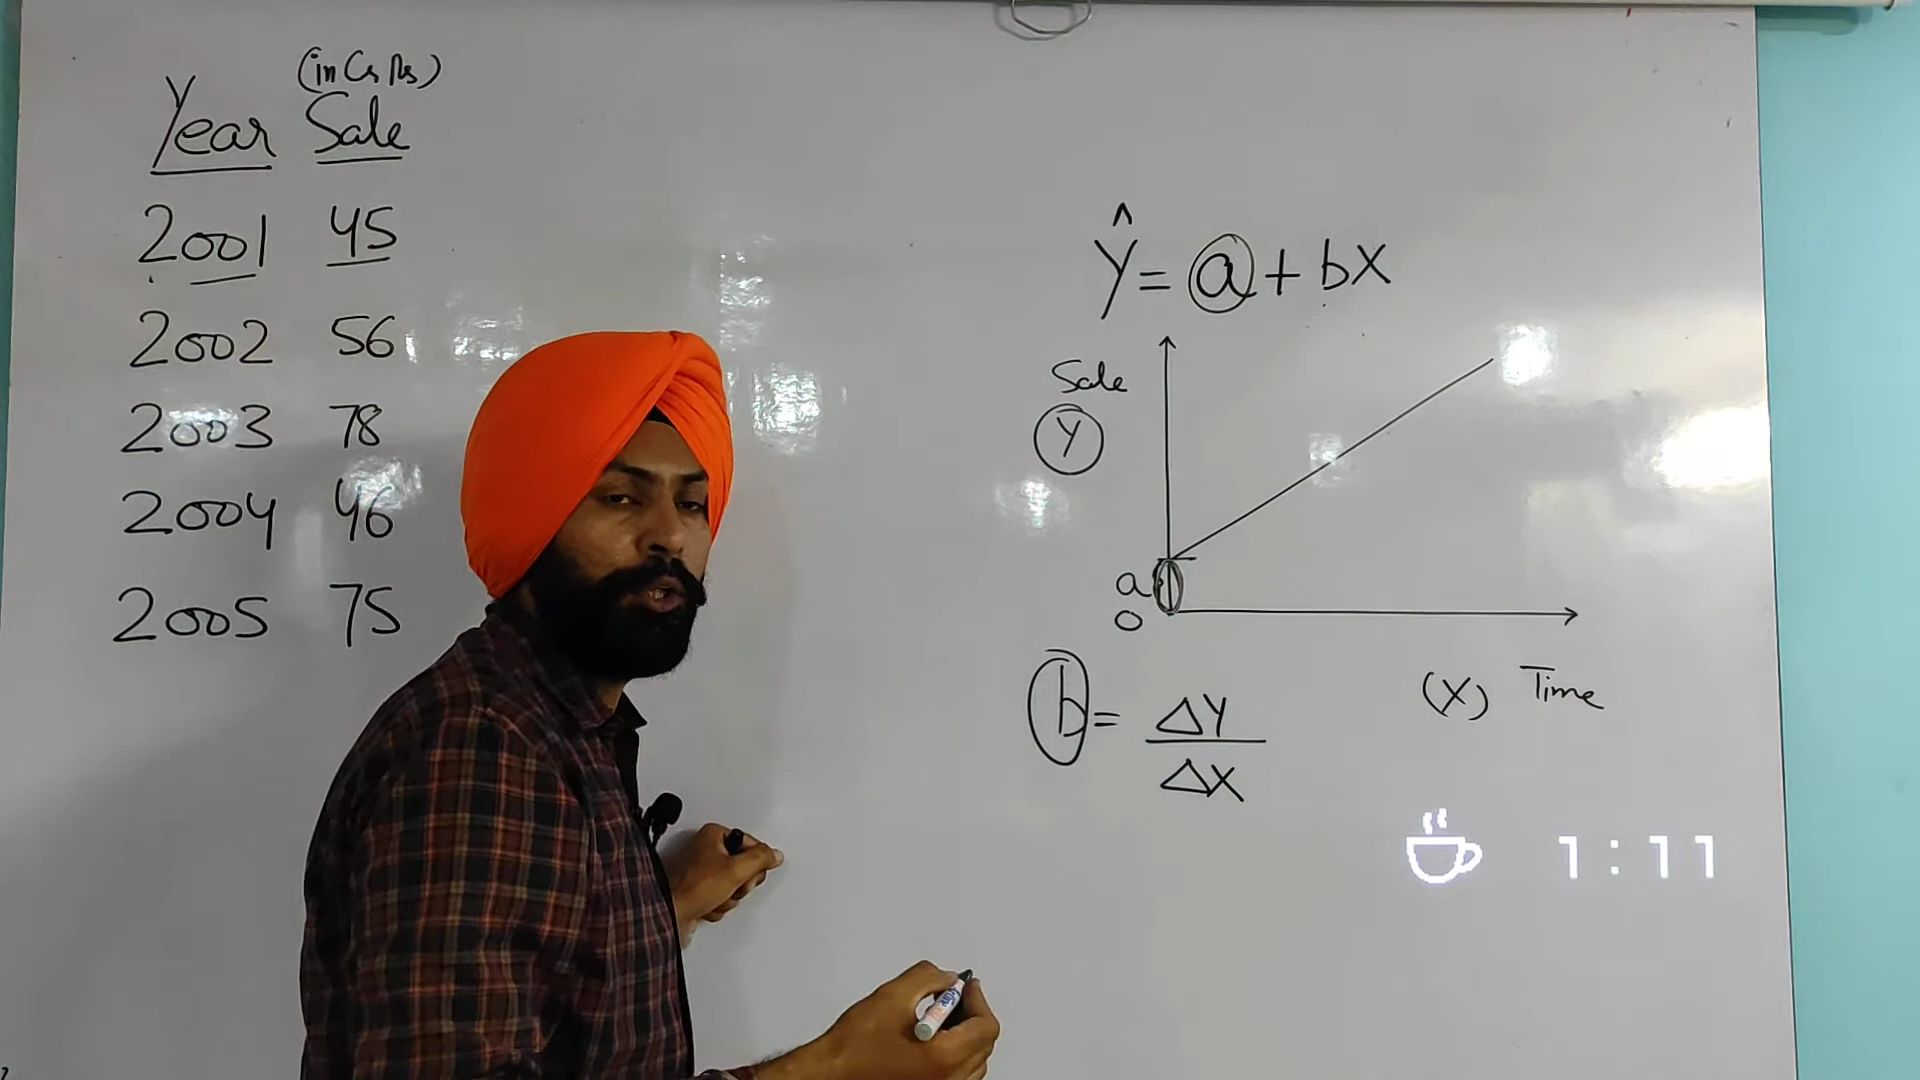 (in Cr Rs)
Year Sale
2001 45
2002 56
2003 78
2004 46
2005 75
Ŷ = a + bX
Sale
Y
a
0
(X) Time
b = ΔY
ΔX
1:11